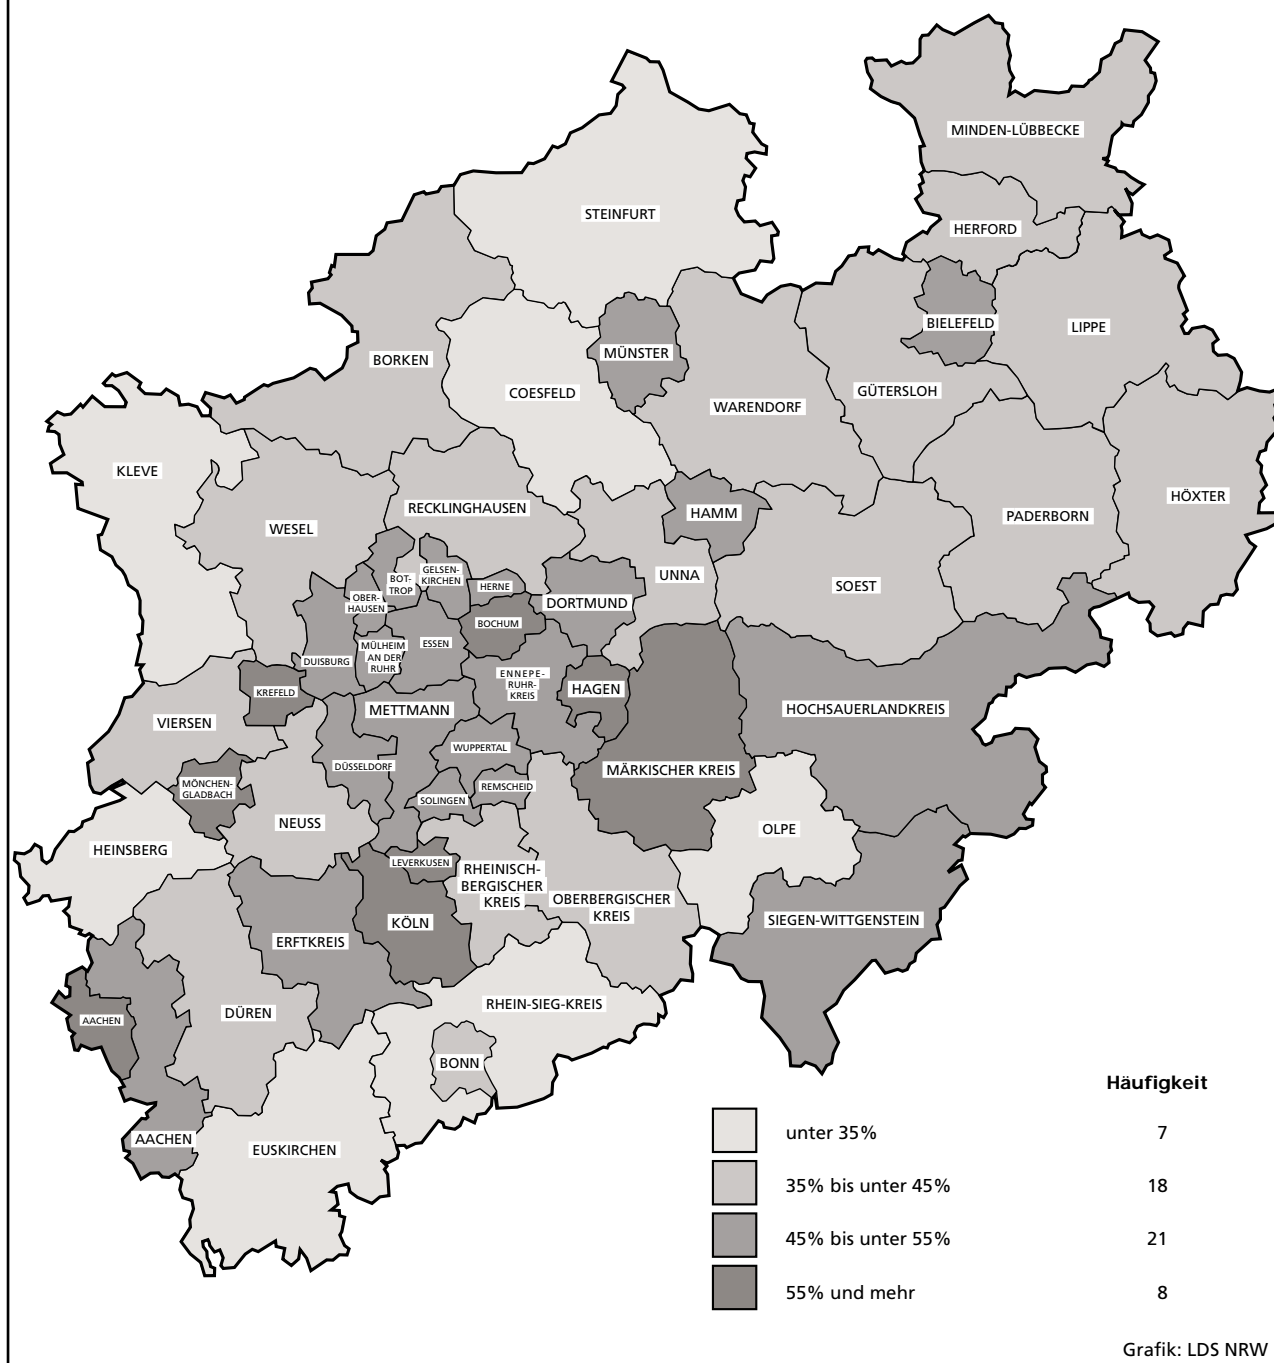 MINDEN-LÜBBECKE
STEINFURT
HERFORD
BIELEFELD
LIPPE
MÜNSTER
BORKEN
COESFELD
GÜTERSLOH
WARENDORF
KLEVE
HÖXTER
RECKLINGHAUSEN
HAMM
PADERBORN
WESEL
GELSEN-
KIRCHEN
UNNA
BOT-
TROP
HERNE
SOEST
OBER-
HAUSEN
DORTMUND
BOCHUM
ESSEN
MÜLHEIM
AN DER
RUHR
DUISBURG
ENNEPE-
RUHR-
KREIS
KREFELD
HAGEN
METTMANN
HOCHSAUERLANDKREIS
VIERSEN
WUPPERTAL
DÜSSELDORF
MÄRKISCHER KREIS
MÖNCHEN-
GLADBACH
REMSCHEID
SOLINGEN
NEUSS
OLPE
HEINSBERG
LEVERKUSEN
RHEINISCH-
BERGISCHER
KREIS
OBERBERGISCHER
KREIS
KÖLN
SIEGEN-WITTGENSTEIN
ERFTKREIS
RHEIN-SIEG-KREIS
DÜREN
AACHEN
BONN
AACHEN
EUSKIRCHEN
Häufigkeit
unter 35% 7
35% bis unter 45% 18
45% bis unter 55% 21
55% und mehr 8
Grafik: LDS NRW